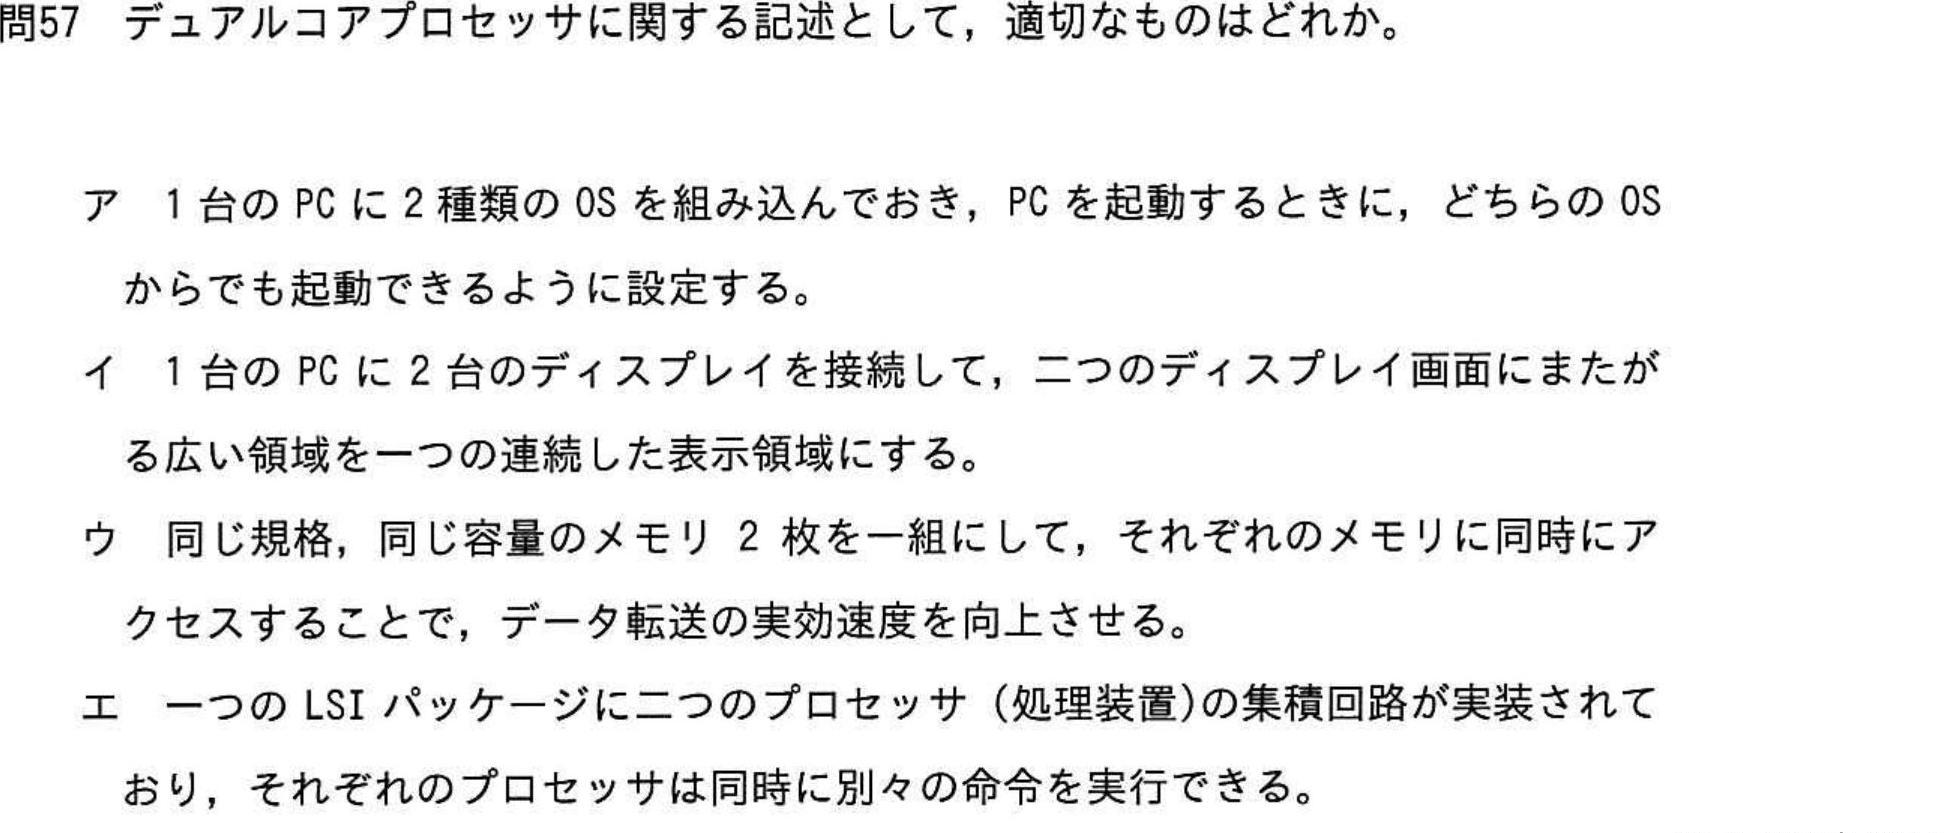 問57　デュアルコアプロセッサに関する記述として，適切なものはどれか。
ア　1台のPCに2種類のOSを組み込んでおき，PCを起動するときに，どちらのOS
からでも起動できるように設定する。
イ　1台のPCに2台のディスプレイを接続して，二つのディスプレイ画面にまたが
る広い領域を一つの連続した表示領域にする。
ウ　同じ規格，同じ容量のメモリ 2 枚を一組にして，それぞれのメモリに同時にア
クセスすることで，データ転送の実効速度を向上させる。
エ　一つのLSIパッケージに二つのプロセッサ（処理装置)の集積回路が実装されて
おり，それぞれのプロセッサは同時に別々の命令を実行できる。